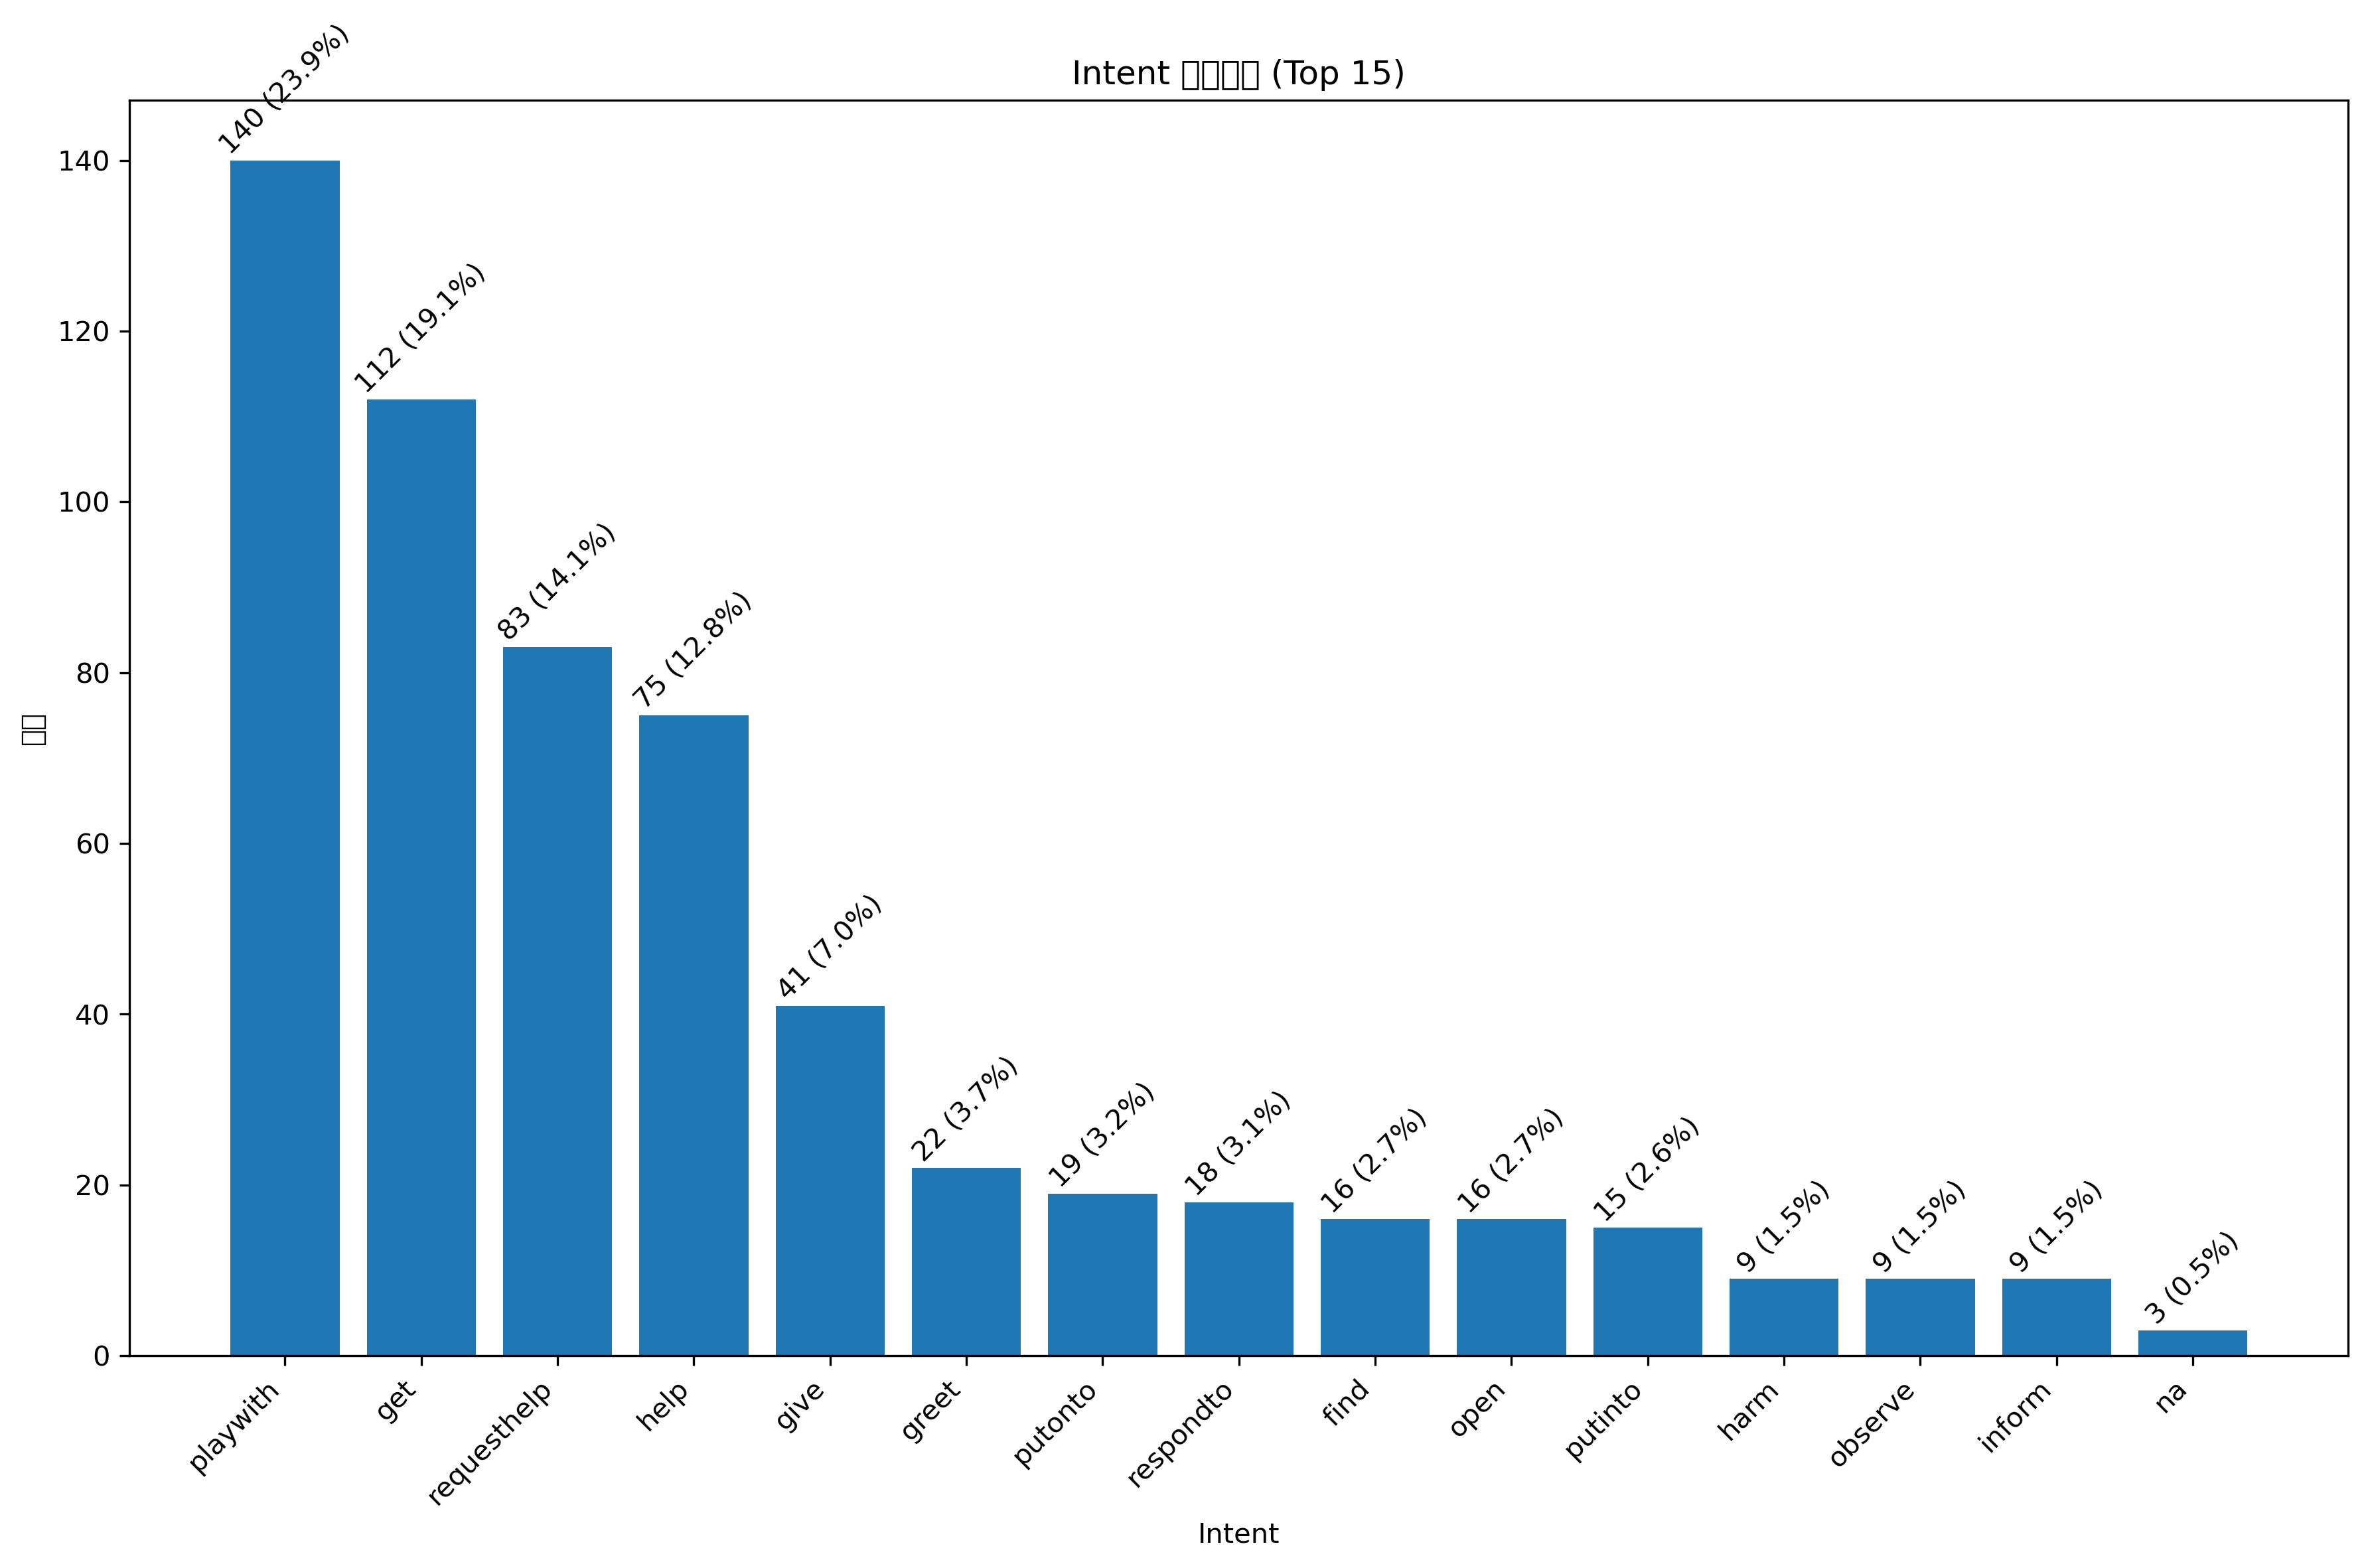 Intent (Top 15)
140 (23.9%)
112 (19.1%)
83 (14.1%)
75 (12.8%)
41 (7.0%)
22 (3.7%)
19 (3.2%)
18 (3.1%)
16 (2.7%)
16 (2.7%)
15 (2.6%)
9 (1.5%)
9 (1.5%)
9 (1.5%)
3 (0.5%)
140
120
100
80
60
40
20
0
playwith
get
requesthelp
help
give
greet
putonto
respondto
find
open
putinto
harm
observe
inform
na
Intent